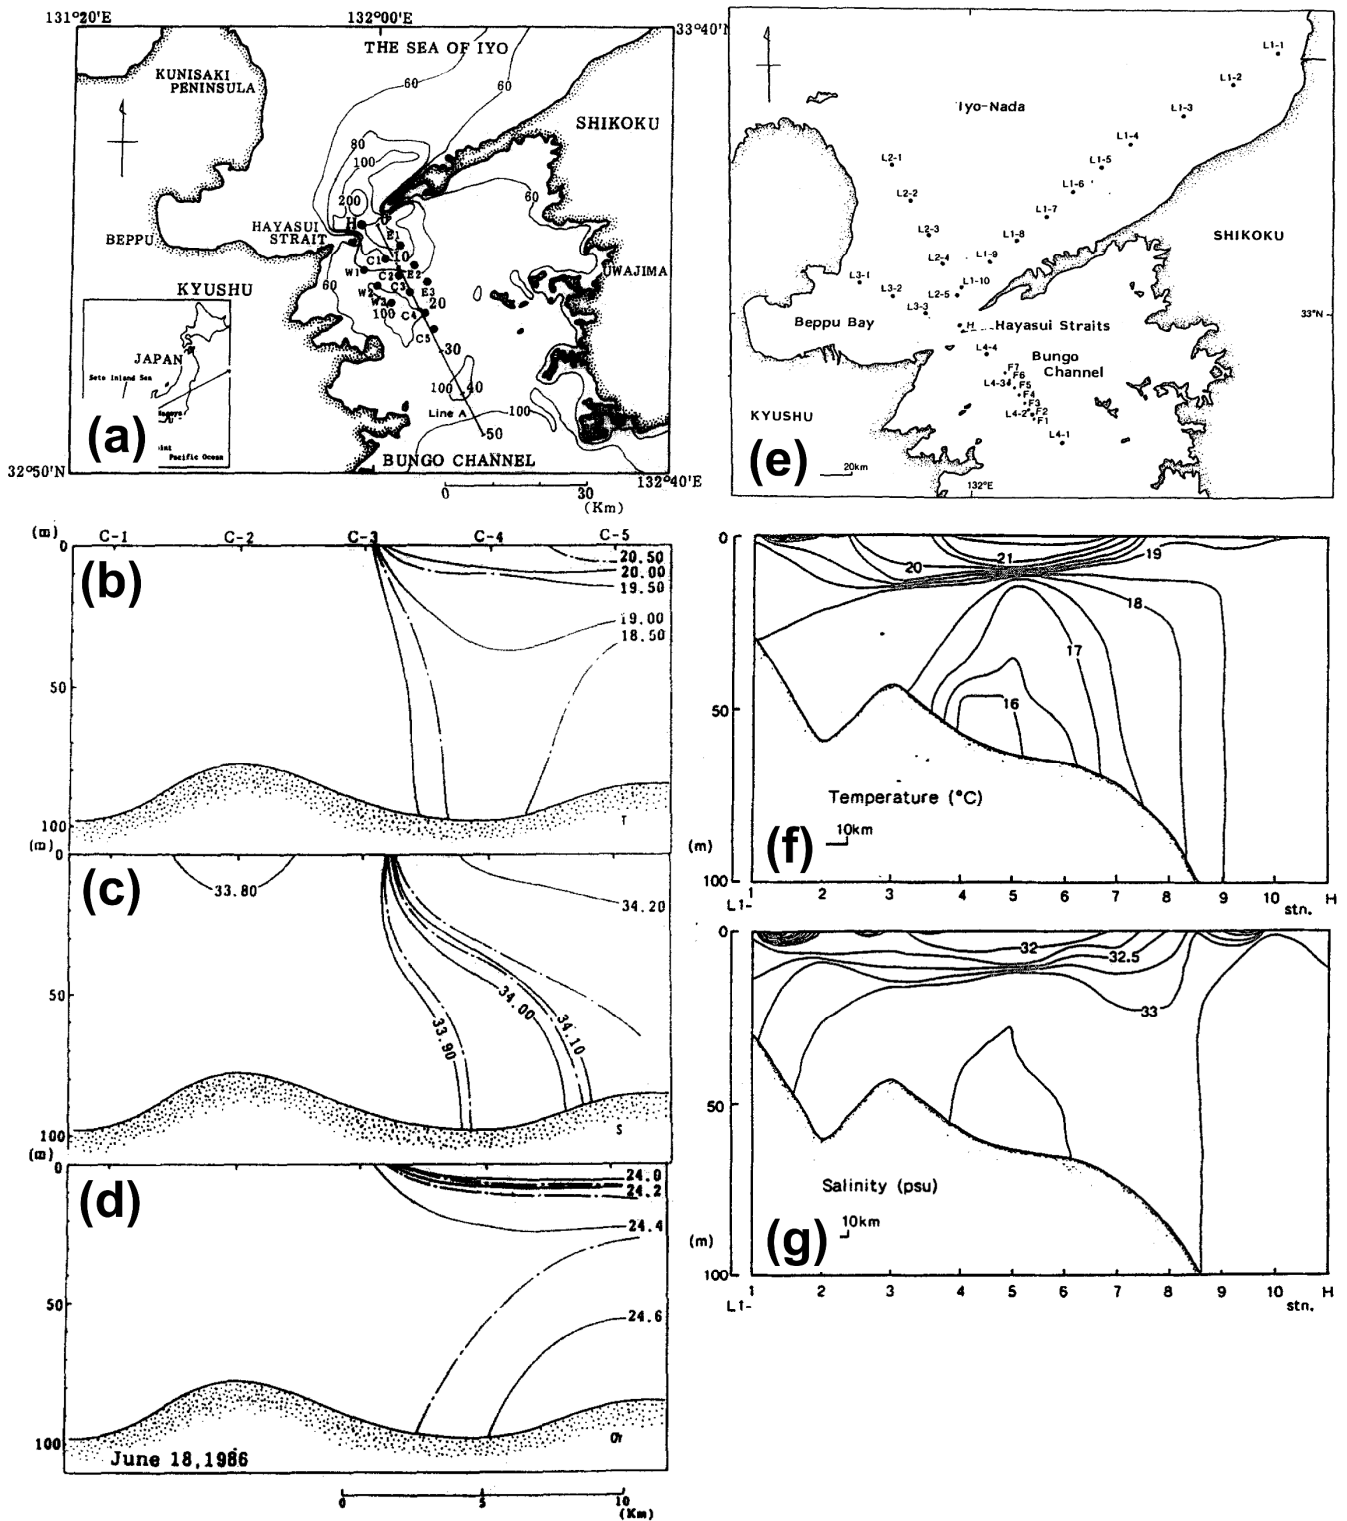 131°20'E
132°00'E
33°40'N
THE SEA OF IYO
KUNISAKI
PENINSULA
60
60
SHIKOKU
80
100
60
200
H
HAYASUI
STRAIT
E1
BEPPU
C1
10
W1
C2
E2
UWAJIMA
60
KYUSHU
W2
C3
E3
W3
20
100
C4
C5
30
JAPAN
Seto Inland Sea
100
40
Line A
100
(a)
Pacific Ocean
50
32°50'N
BUNGO CHANNEL
132°40'E
0
30
(Km)
L1-1
L1-2
Iyo-Nada
L1-3
L1-4
L2-1
L1-5
L1-6
L2-2
L1-7
L2-3
L1-8
SHIKOKU
L2-4
L1-9
L3-1
L1-10
L3-2
L2-5
L3-3
33°N
Beppu Bay
H
Hayasui Straits
L4-4
Bungo
Channel
F7
F6
L4-3
F5
F4
F3
L4-2
F2
F1
KYUSHU
L4-1
(e)
20km
132°E
(m)
C-1
C-2
C-3
C-4
C-5
0
20.50
20.00
19.50
(b)
19.00
18.50
50
100
T
(m)
0
33.80
34.20
(c)
50
34.00
33.90
34.10
100
S
(m)
0
24.0
24.2
(d)
24.4
50
24.6
100
σT
June 18,1986
0
5
10
(Km)
0
21
19
20
18
17
50
16
Temperature (°C)
10km
(m)
(f)
100
1
2
3
4
5
6
7
8
9
10
H
L1-
stn.
0
32
32.5
33
50
Salinity (psu)
10km
(m)
(g)
100
1
2
3
4
5
6
7
8
9
10
H
L1-
stn.